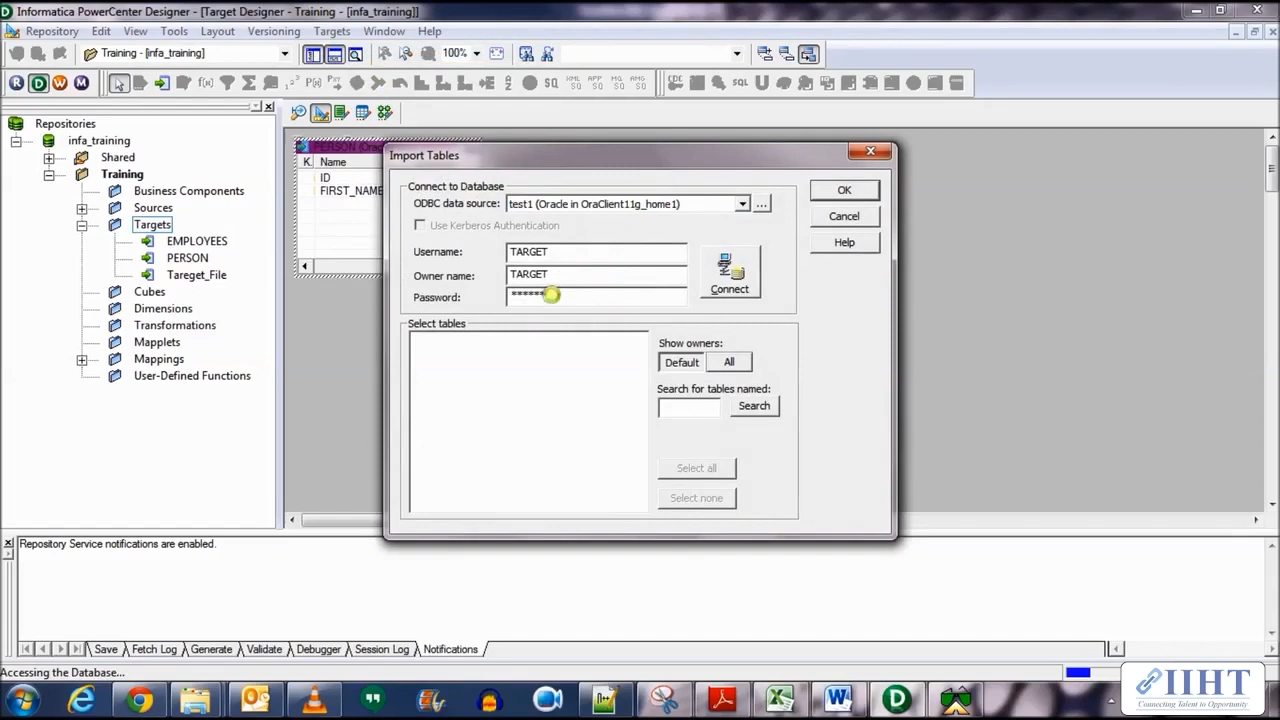 Informatica PowerCenter Designer - [Target Designer - Training - [infa_training]]
Repository Edit View Tools Layout Versioning Targets Window Help
Training - [infa_training] 100%
Repositories
infa_training
Shared
Training
Business Components
Sources
Targets
EMPLOYEES
PERSON
Tareget_File
Cubes
Dimensions
Transformations
Mapplets
Mappings
User-Defined Functions
K. Name
ID
FIRST_NAME
Import Tables
Connect to Database
ODBC data source: test1 (Oracle in OraClient11g_home1) ...
Use Kerberos Authentication
Username: TARGET
Owner name: TARGET
Password: ******
Connect
OK
Cancel
Help
Select tables
Show owners:
Default All
Search for tables named:
Search
Select all
Select none
Repository Service notifications are enabled.
Save Fetch Log Generate Validate Debugger Session Log Notifications
Accessing the Database...
IIHT
Connecting Talent to Opportunity